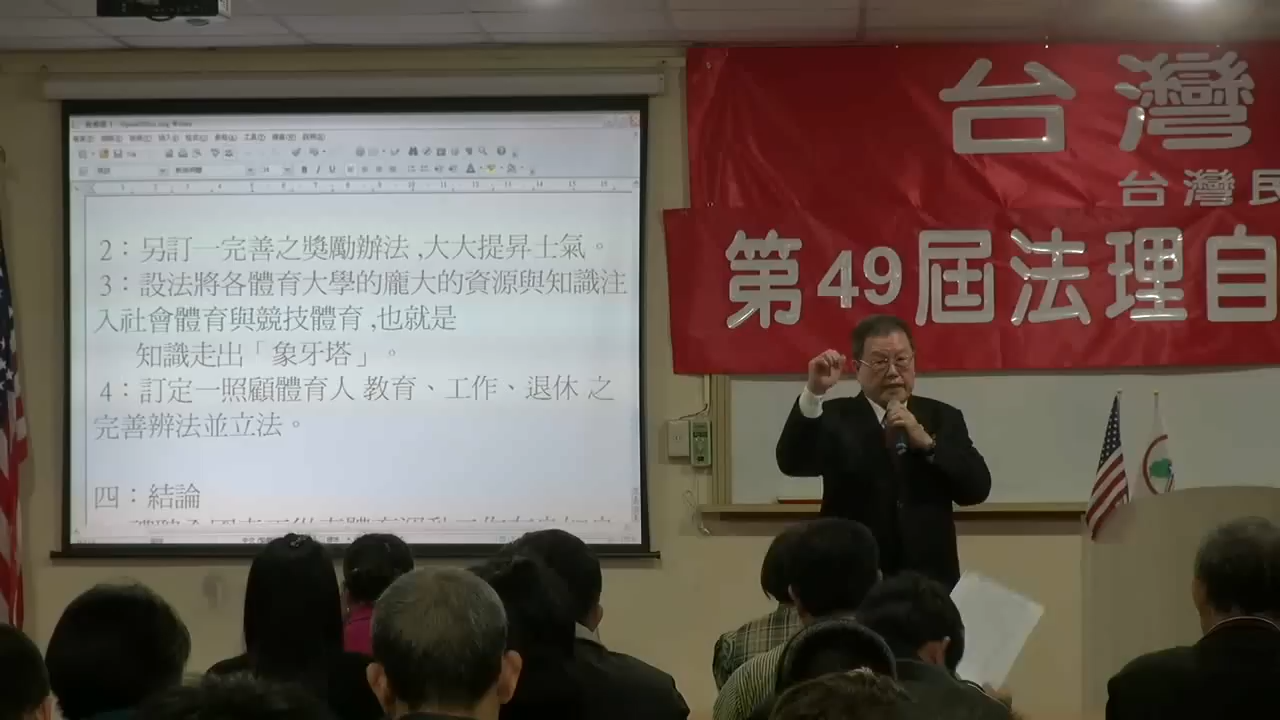 2：另訂一完善之獎勵辦法,大大提昇士氣。
3：設法將各體育大學的龐大的資源與知識注
入社會體育與競技體育,也就是
知識走出「象牙塔」。
4：訂定一照顧體育人 教育、工作、退休 之
完善辨法並立法。
四：結論
台灣
台灣民
第49屆法理自